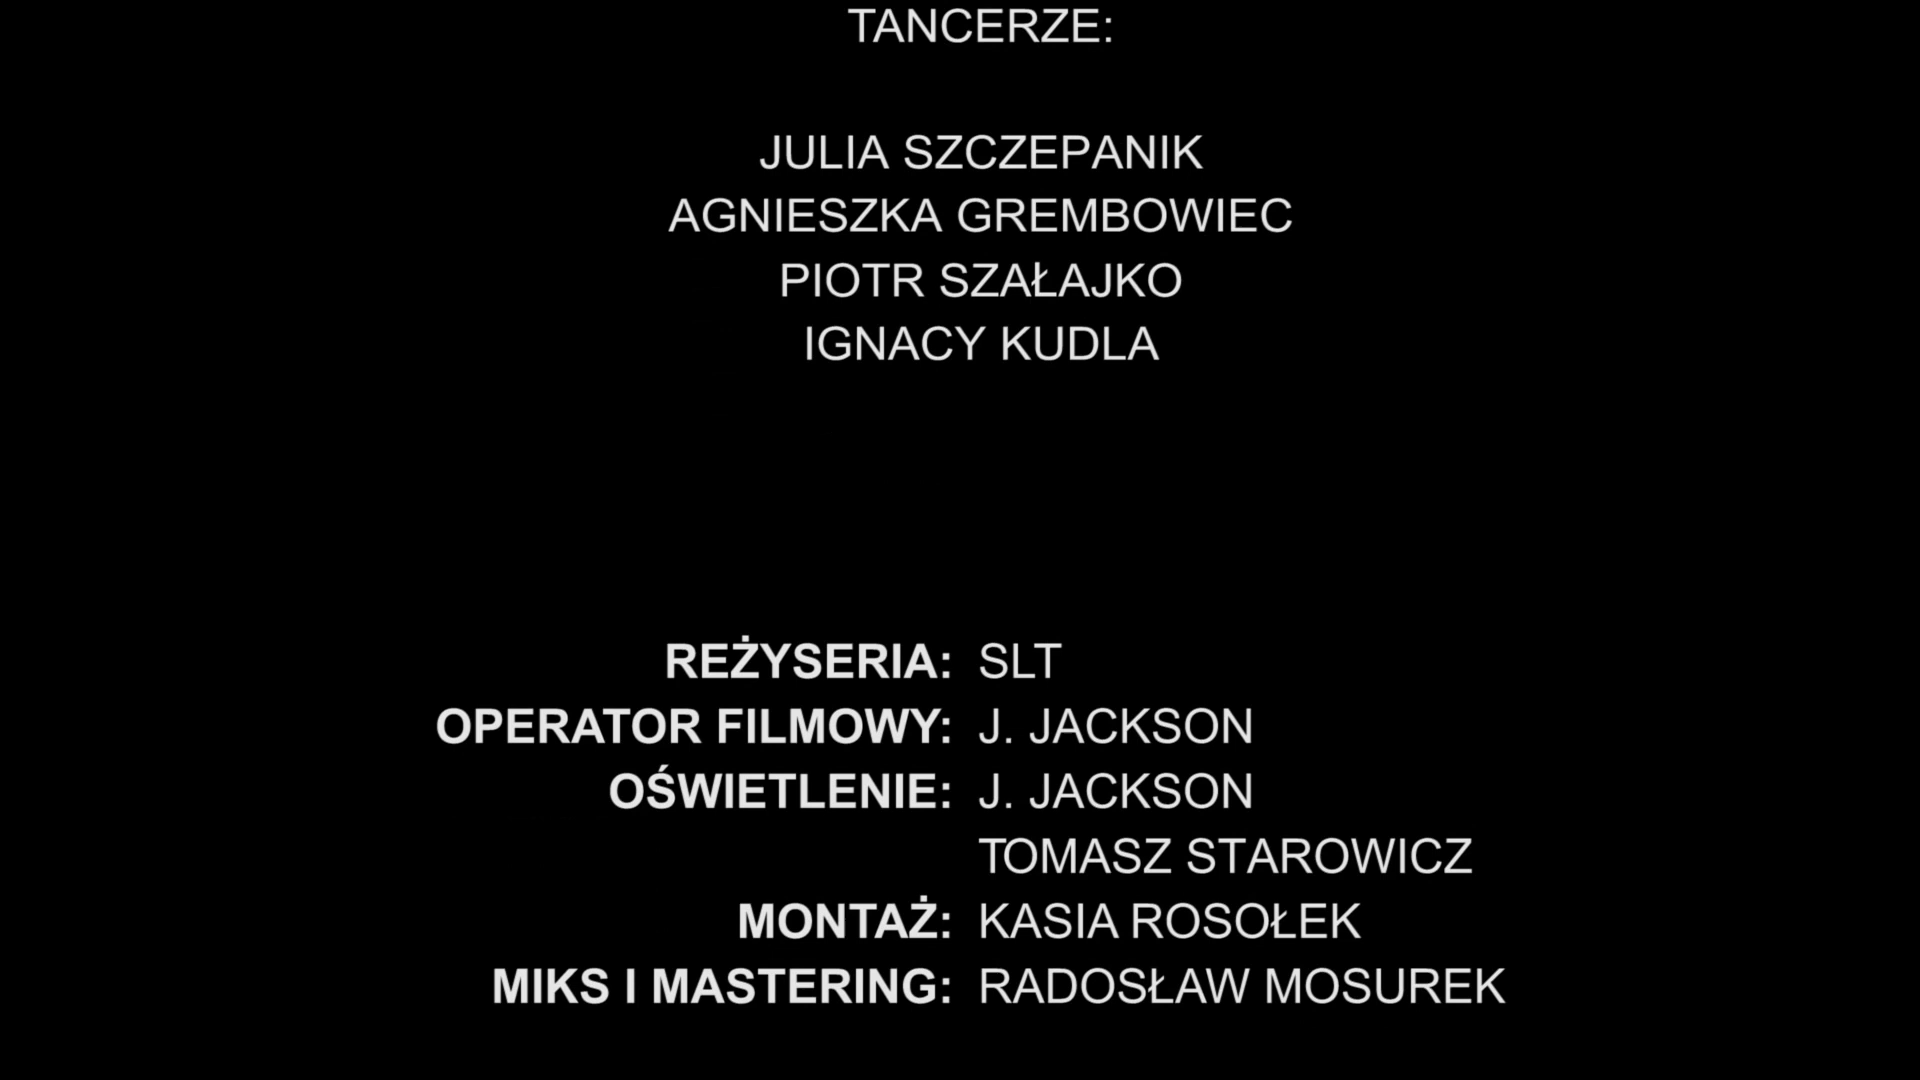 TANCERZE:
JULIA SZCZEPANIK
AGNIESZKA GREMBOWIEC
PIOTR SZAŁAJKO
IGNACY KUDLA
REŻYSERIA: SLT
OPERATOR FILMOWY: J. JACKSON
OŚWIETLENIE: J. JACKSON
TOMASZ STAROWICZ
MONTAŻ: KASIA ROSOŁEK
MIKS I MASTERING: RADOSŁAW MOSUREK